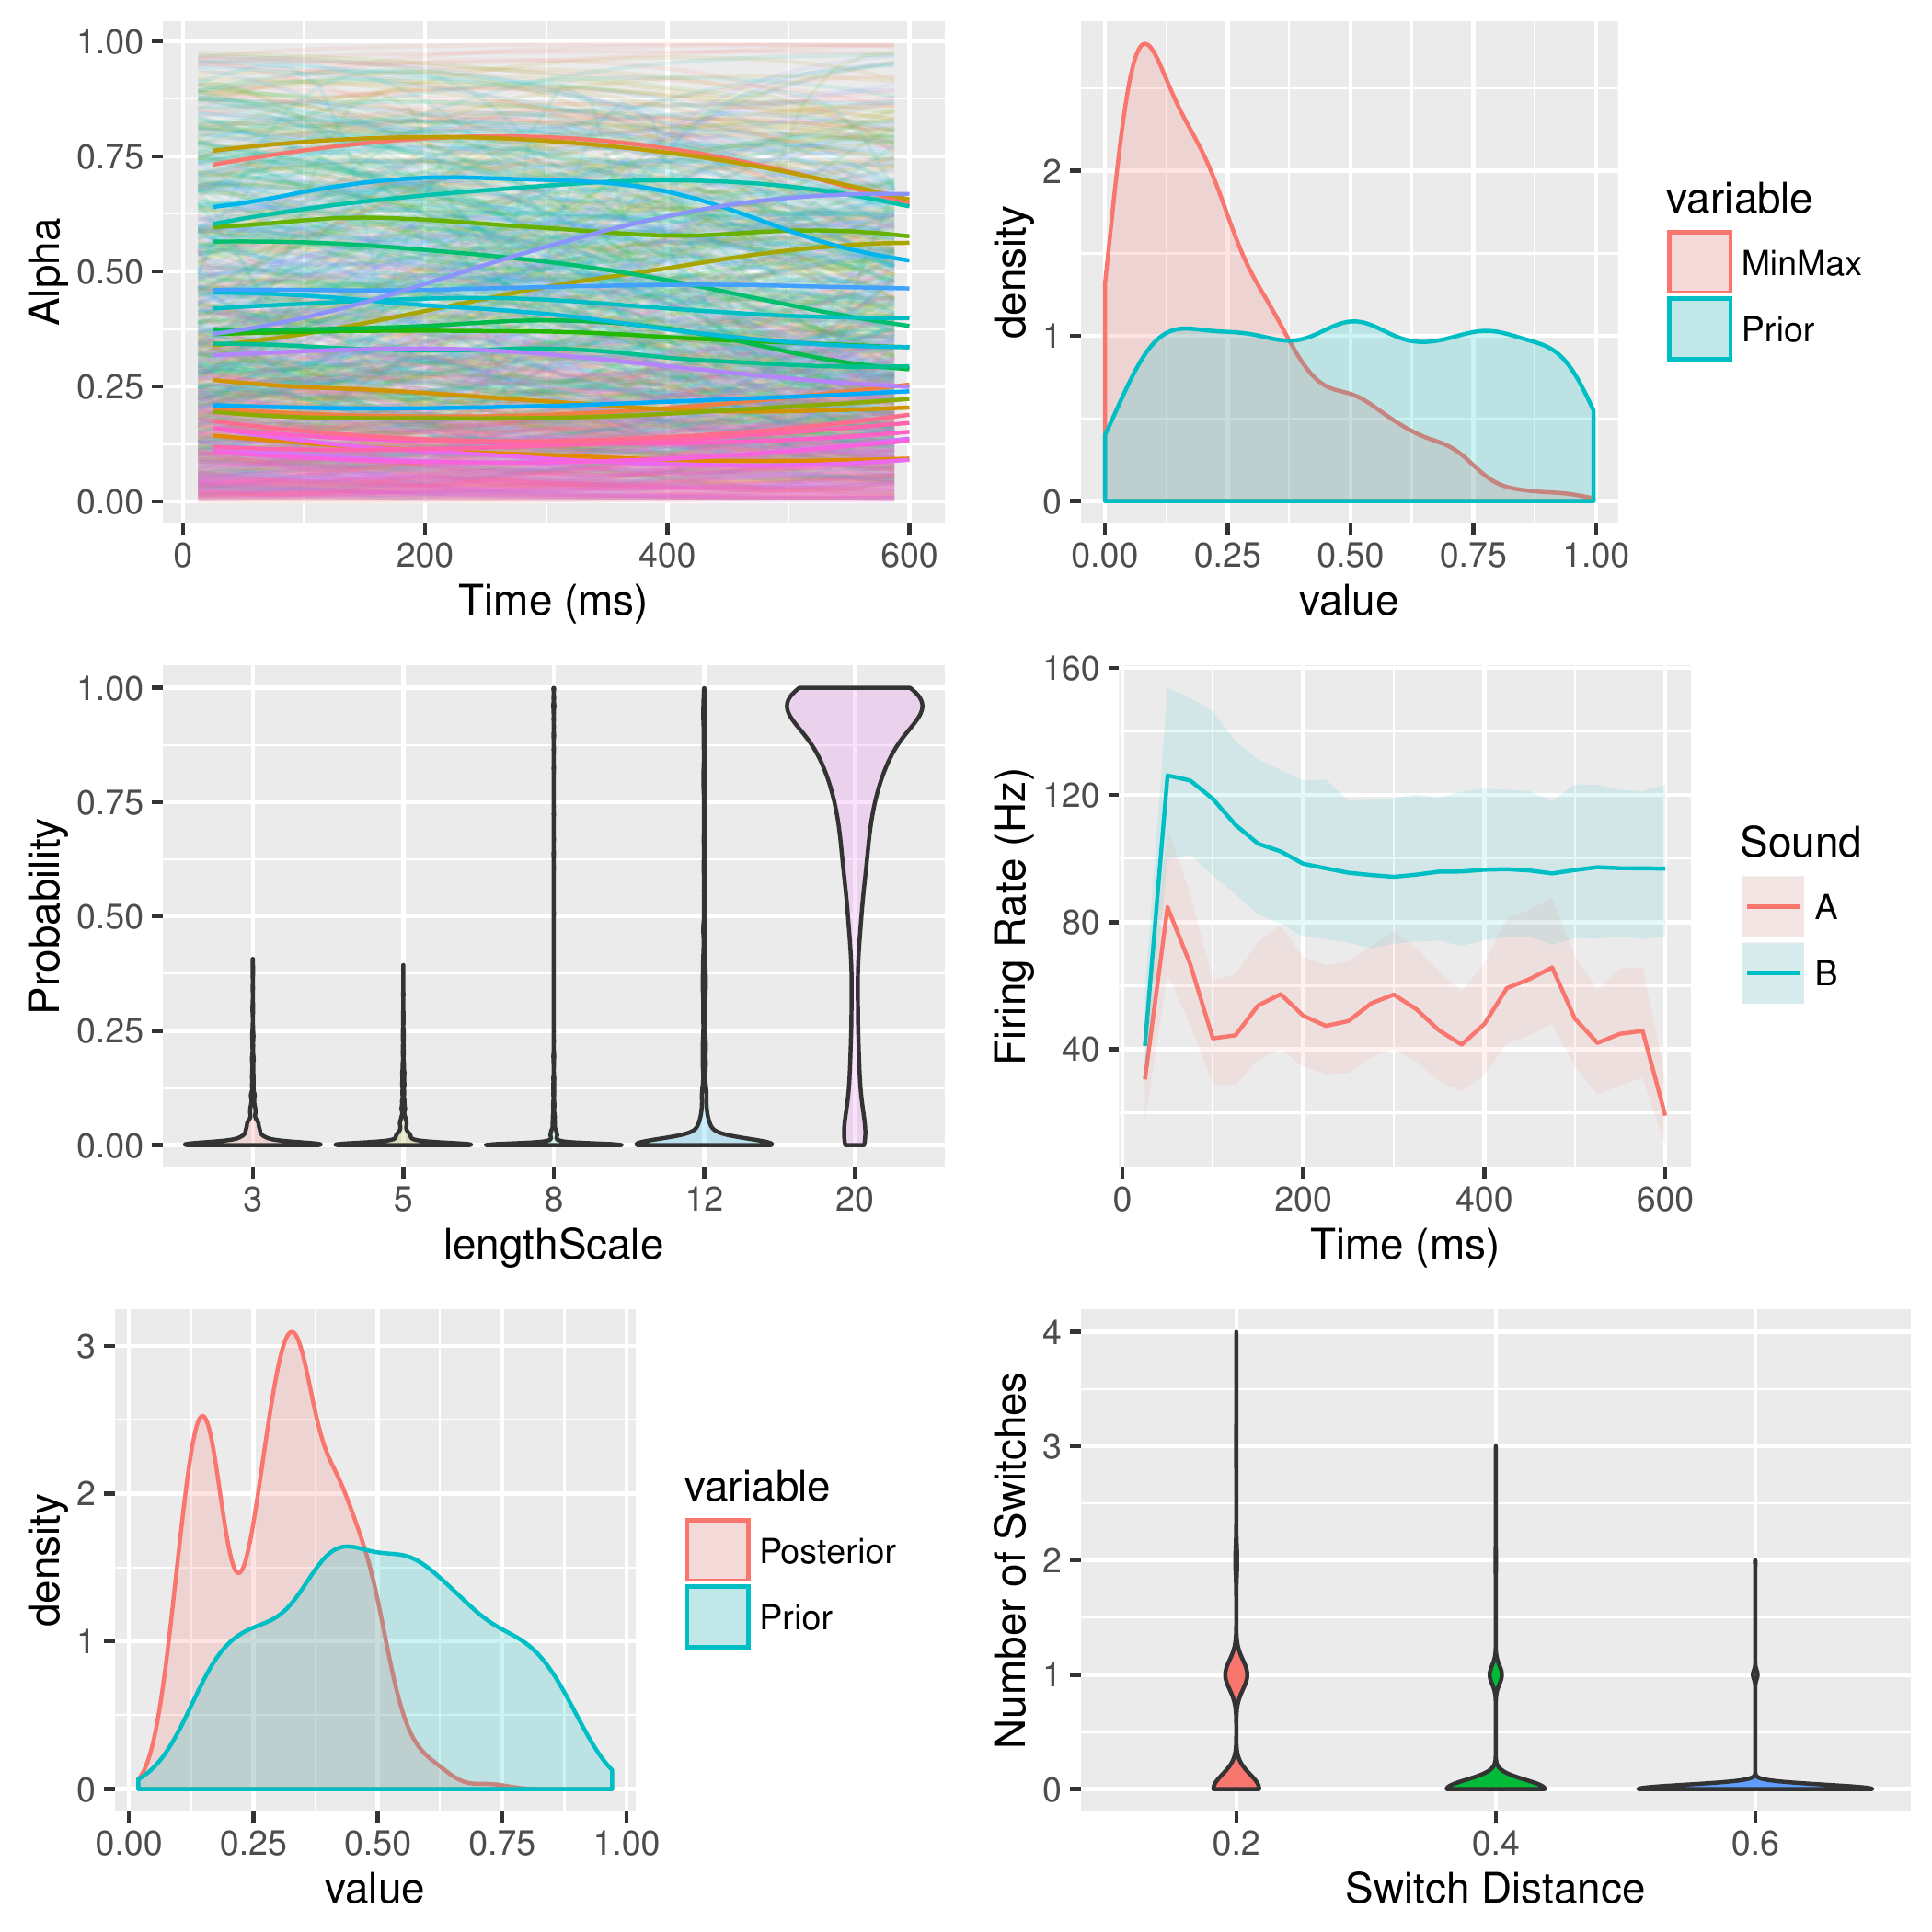 1.00
0.75
0.50
0.25
0.00
Alpha
0 200 400 600
Time (ms)
2
1
0
density
0.00 0.25 0.50 0.75 1.00
value
variable
MinMax
Prior
1.00
0.75
0.50
0.25
0.00
Probability
3 5 8 12 20
lengthScale
160
120
80
40
Firing Rate (Hz)
0 200 400 600
Time (ms)
Sound
A
B
3
2
1
0
density
0.00 0.25 0.50 0.75 1.00
value
variable
Posterior
Prior
4
3
2
1
0
Number of Switches
0.2 0.4 0.6
Switch Distance